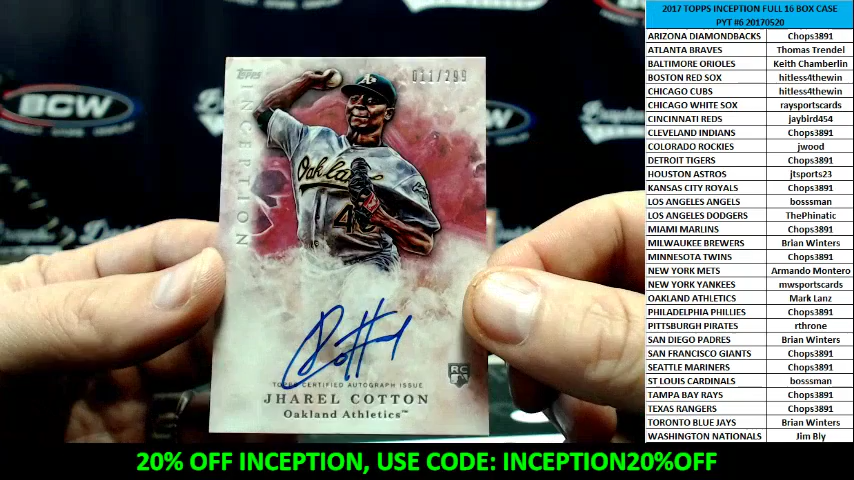 2017 TOPPS INCEPTION FULL 16 BOX CASE
PYT #6 20170520
ARIZONA DIAMONDBACKS Chops3891
ATLANTA BRAVES Thomas Trendel
BALTIMORE ORIOLES Keith Chamberlin
BOSTON RED SOX hitless4thewin
CHICAGO CUBS hitless4thewin
CHICAGO WHITE SOX raysportscards
CINCINNATI REDS jaybird454
CLEVELAND INDIANS Chops3891
COLORADO ROCKIES jwood
DETROIT TIGERS Chops3891
HOUSTON ASTROS jtsports23
KANSAS CITY ROYALS Chops3891
LOS ANGELES ANGELS bosssman
LOS ANGELES DODGERS ThePhinatic
MIAMI MARLINS Chops3891
MILWAUKEE BREWERS Brian Winters
MINNESOTA TWINS Chops3891
NEW YORK METS Armando Montero
NEW YORK YANKEES mwsportscards
OAKLAND ATHLETICS Mark Lanz
PHILADELPHIA PHILLIES Chops3891
PITTSBURGH PIRATES rthrone
SAN DIEGO PADRES Brian Winters
SAN FRANCISCO GIANTS Chops3891
SEATTLE MARINERS Chops3891
ST LOUIS CARDINALS bosssman
TAMPA BAY RAYS Chops3891
TEXAS RANGERS Chops3891
TORONTO BLUE JAYS Brian Winters
WASHINGTON NATIONALS Jim Bly
BCW
Topps
INCEPTION
011/299
A's
Oakland
RC
TOPPS CERTIFIED AUTOGRAPH ISSUE
JHAREL COTTON
Oakland Athletics™
20% OFF INCEPTION, USE CODE: INCEPTION20%OFF